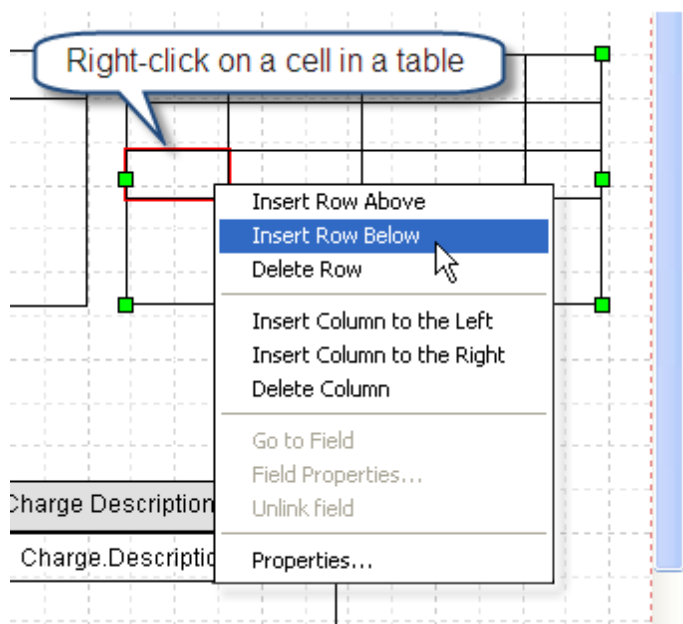 Right-click on a cell in a table
Insert Row Above
Insert Row Below
Delete Row
Insert Column to the Left
Insert Column to the Right
Delete Column
Go to Field
Field Properties...
Unlink field
Properties...
Charge Description
Charge.Descriptio